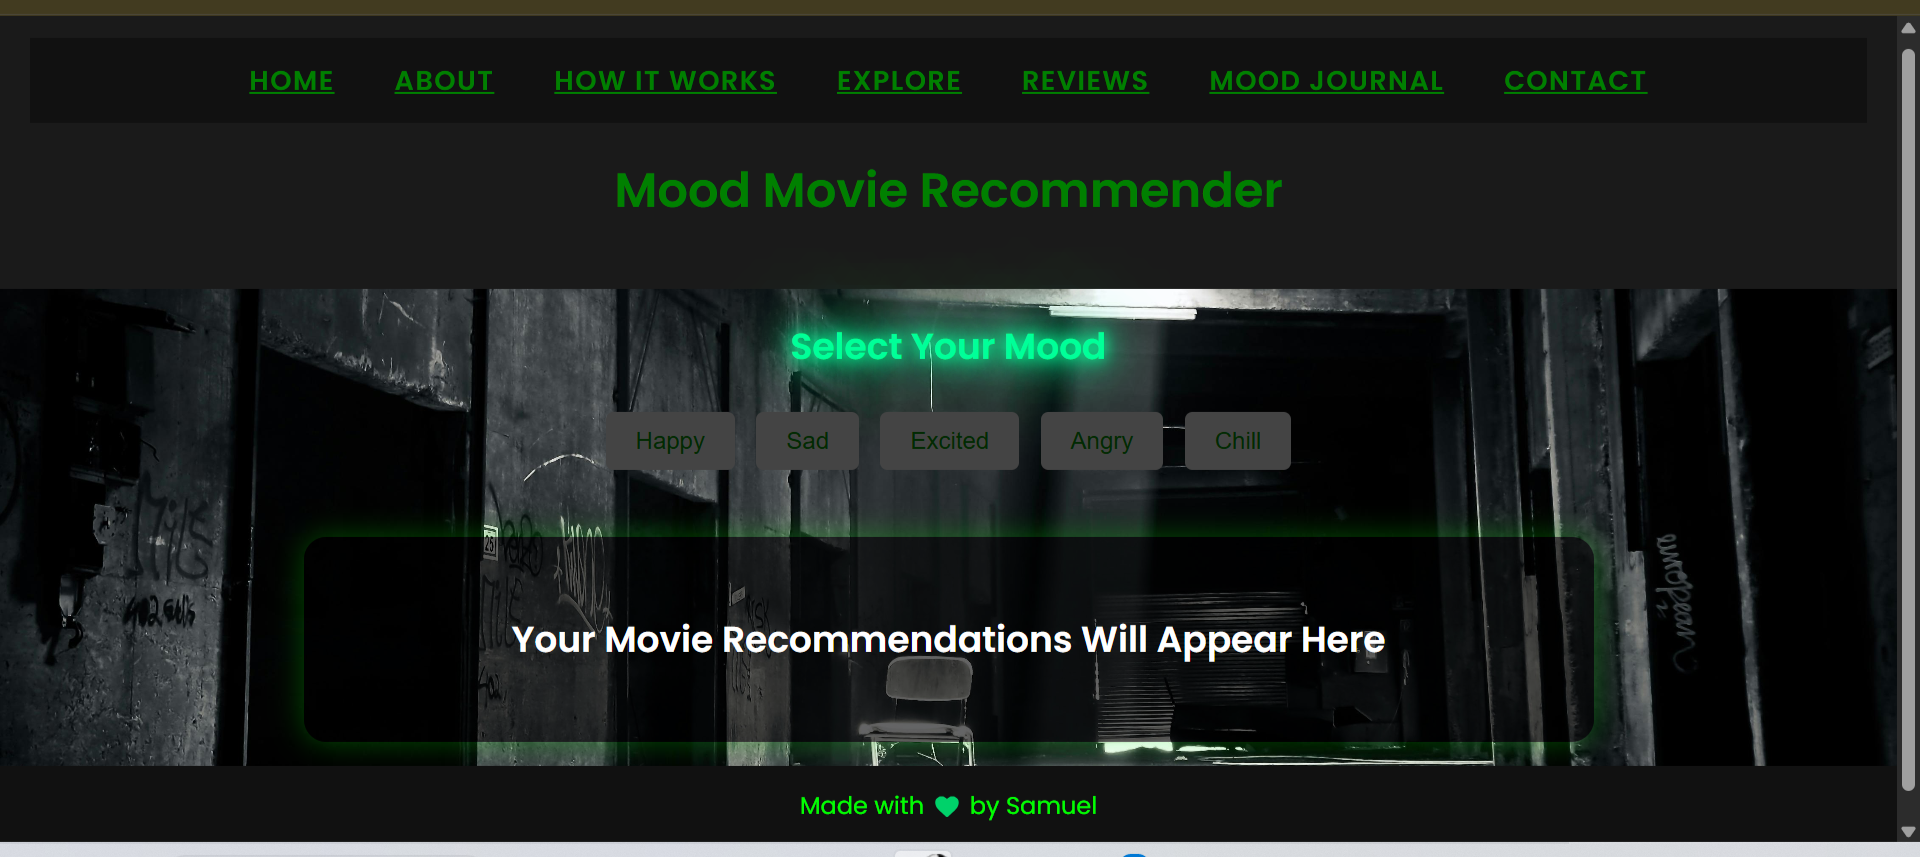 HOME ABOUT HOW IT WORKS EXPLORE REVIEWS MOOD JOURNAL CONTACT
Mood Movie Recommender
Select Your Mood
Happy Sad Excited Angry Chill
25
Your Movie Recommendations Will Appear Here
Made with 💚 by Samuel